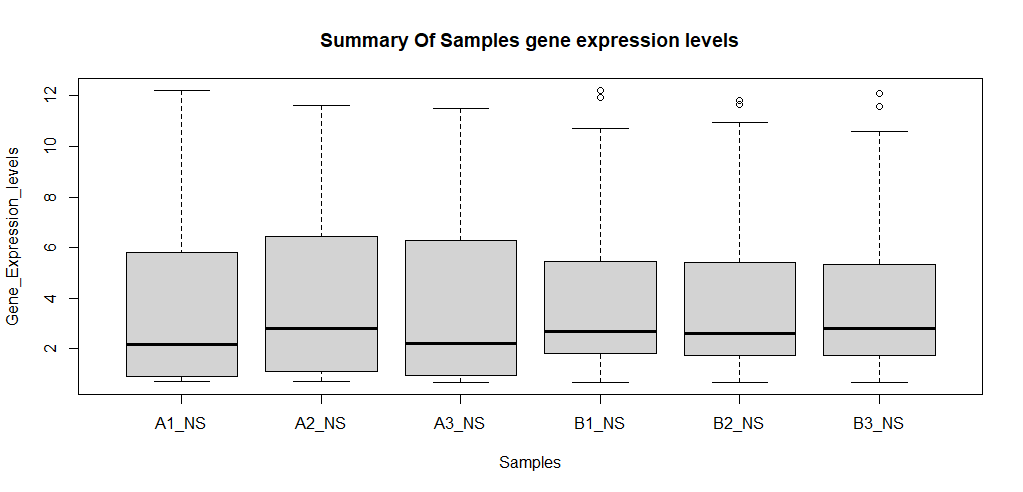 Summary Of Samples gene expression levels
Gene_Expression_levels
12
10
8
6
4
2
A1_NS A2_NS A3_NS B1_NS B2_NS B3_NS
Samples